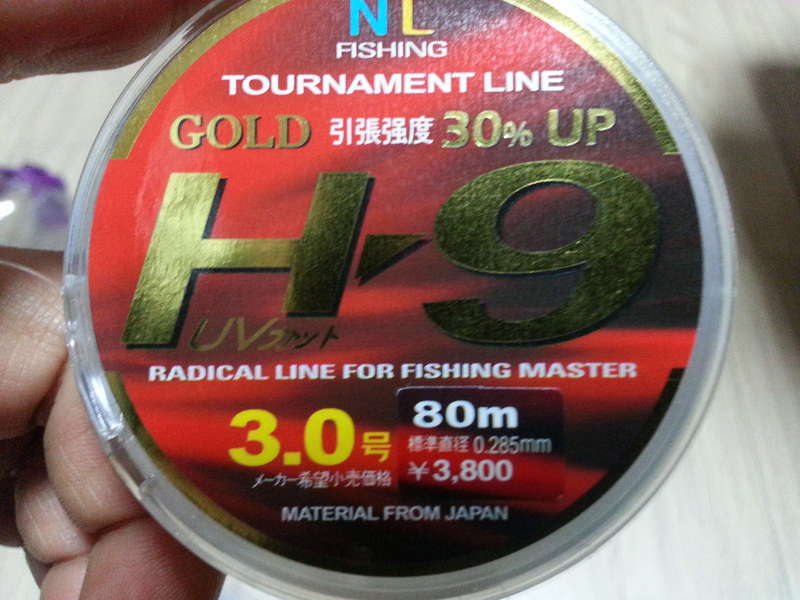 NL
FISHING
TOURNAMENT LINE
GOLD 引張强度 30% UP
H-9
UVカット
RADICAL LINE FOR FISHING MASTER
3.0号
80m
標準直径 0.285mm
メーカー希望小売価格 ¥3,800
MATERIAL FROM JAPAN